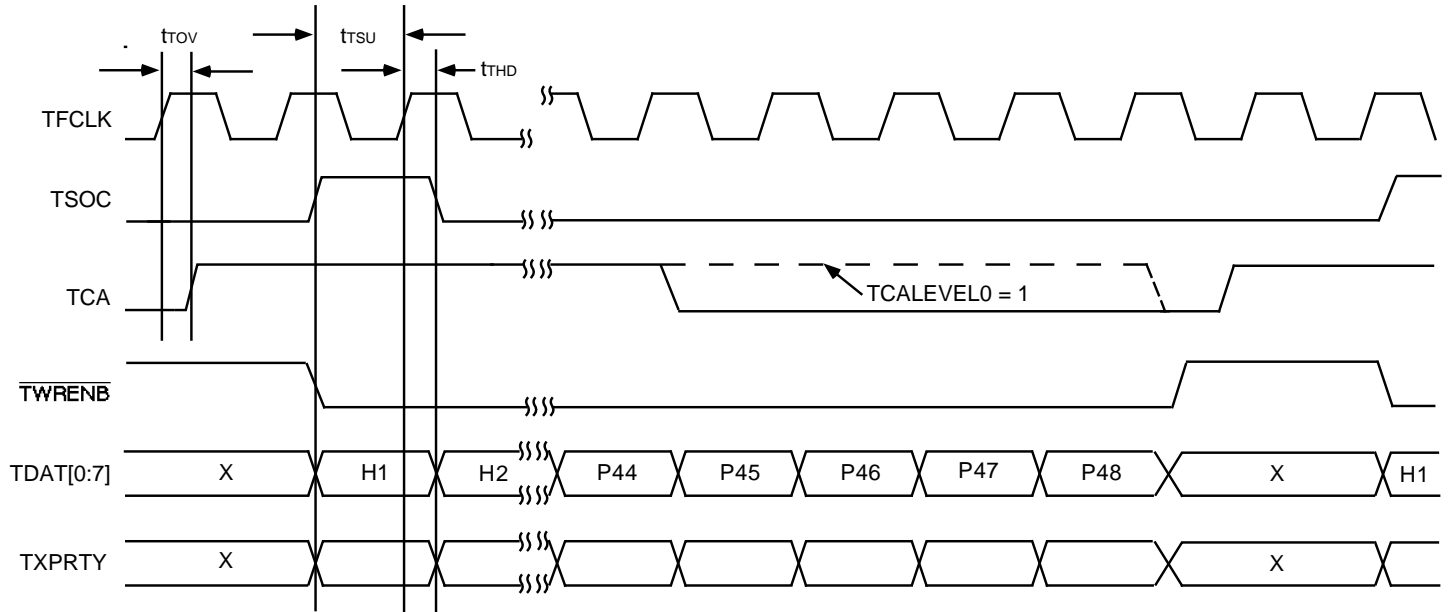 tTOV tTSU
tTHD
TFCLK
TSOC
TCA
TCALEVEL0 = 1
TWRENB
TDAT[0:7] X H1 H2 P44 P45 P46 P47 P48 X H1
TXPRTY X X